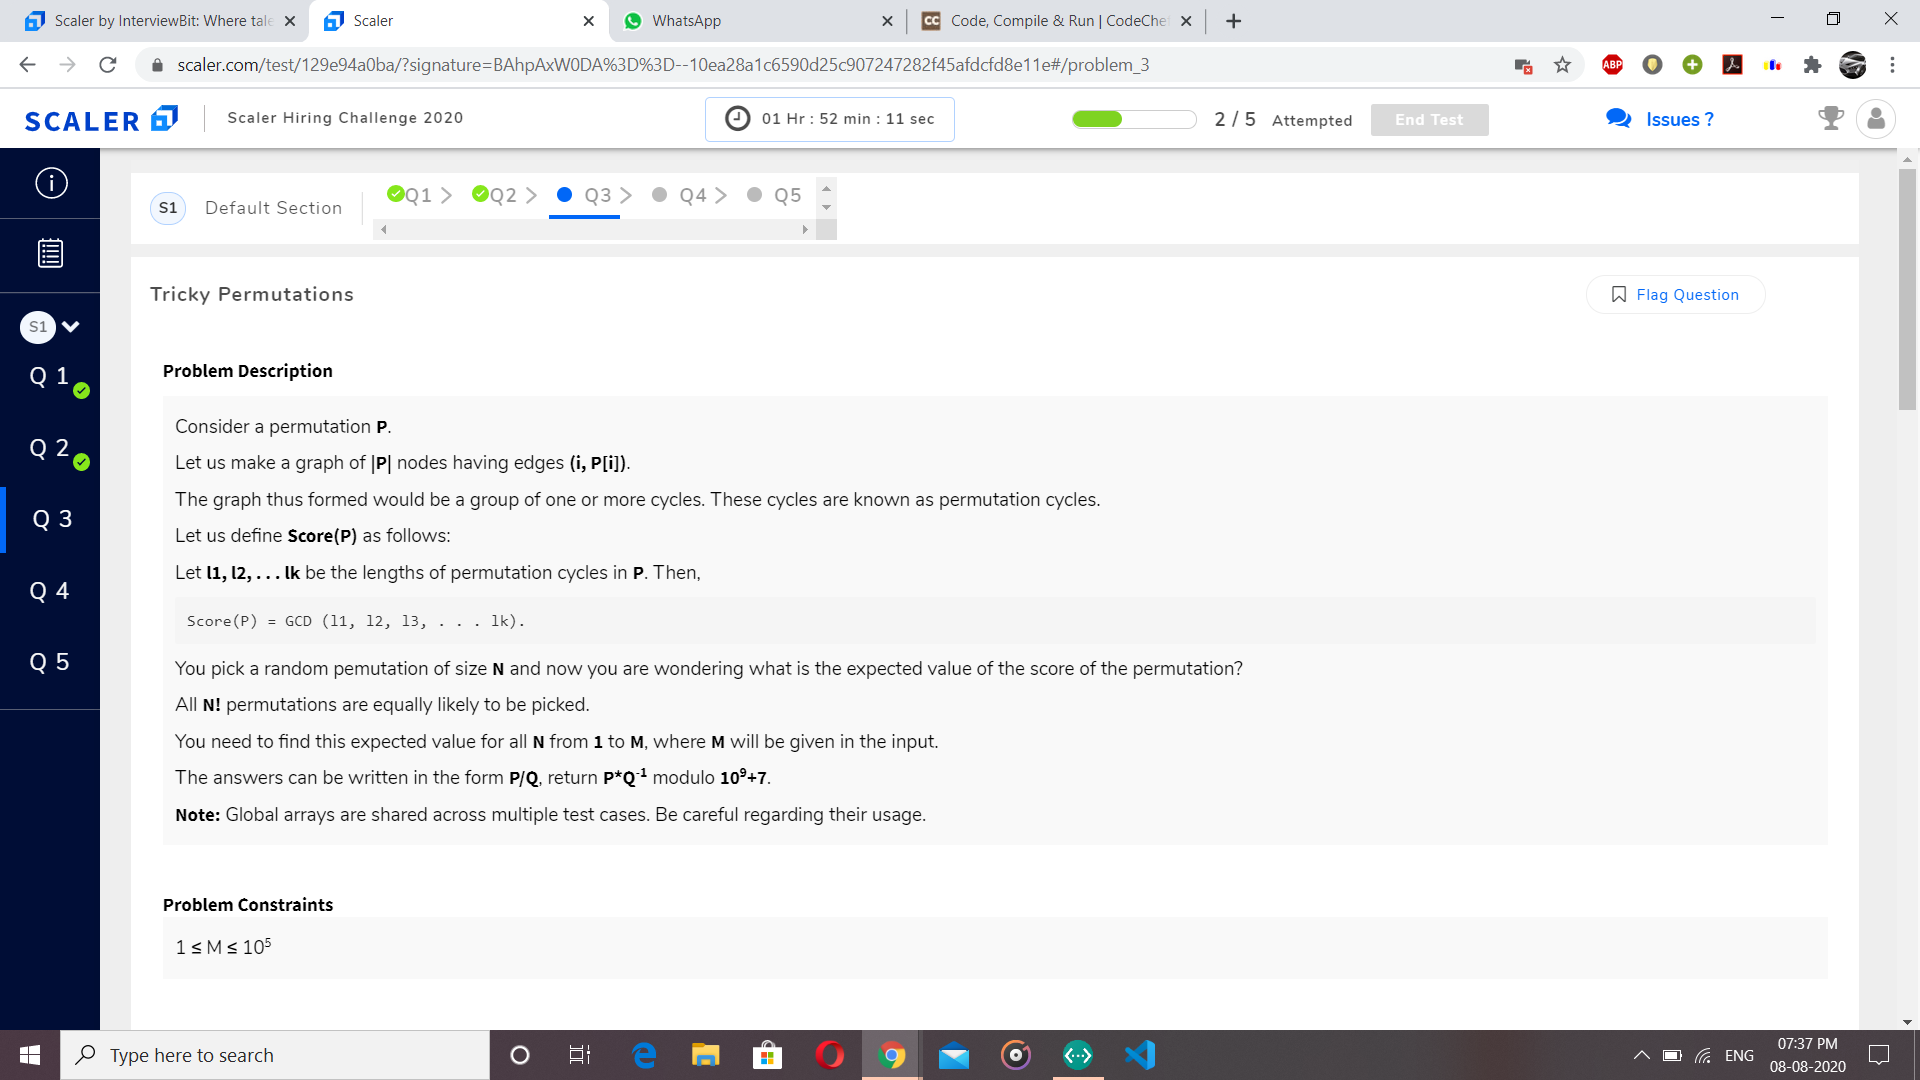 Scaler by InterviewBit: Where tale
Scaler
WhatsApp
Code, Compile & Run | CodeChef
scaler.com/test/129e94a0ba/?signature=BAhpAxW0DA%3D%3D--10ea28a1c6590d25c907247282f45afdcfd8e11e#/problem_3
ABP
SCALER
Scaler Hiring Challenge 2020
01 Hr : 52 min : 11 sec
2 / 5 Attempted
End Test
Issues ?
S1 Default Section
Q1 > Q2 > Q3 > Q4 > Q5
S1
Q 1
Q 2
Q 3
Q 4
Q 5
Tricky Permutations
Flag Question
Problem Description
Consider a permutation P.
Let us make a graph of |P| nodes having edges (i, P[i]).
The graph thus formed would be a group of one or more cycles. These cycles are known as permutation cycles.
Let us define Score(P) as follows:
Let l1, l2, . . . lk be the lengths of permutation cycles in P. Then,
Score(P) = GCD (l1, l2, l3, . . . lk).
You pick a random pemutation of size N and now you are wondering what is the expected value of the score of the permutation?
All N! permutations are equally likely to be picked.
You need to find this expected value for all N from 1 to M, where M will be given in the input.
The answers can be written in the form P/Q, return P*Q⁻¹ modulo 10⁹+7.
Note: Global arrays are shared across multiple test cases. Be careful regarding their usage.
Problem Constraints
1 ≤ M ≤ 10⁵
Type here to search
ENG
07:37 PM
08-08-2020